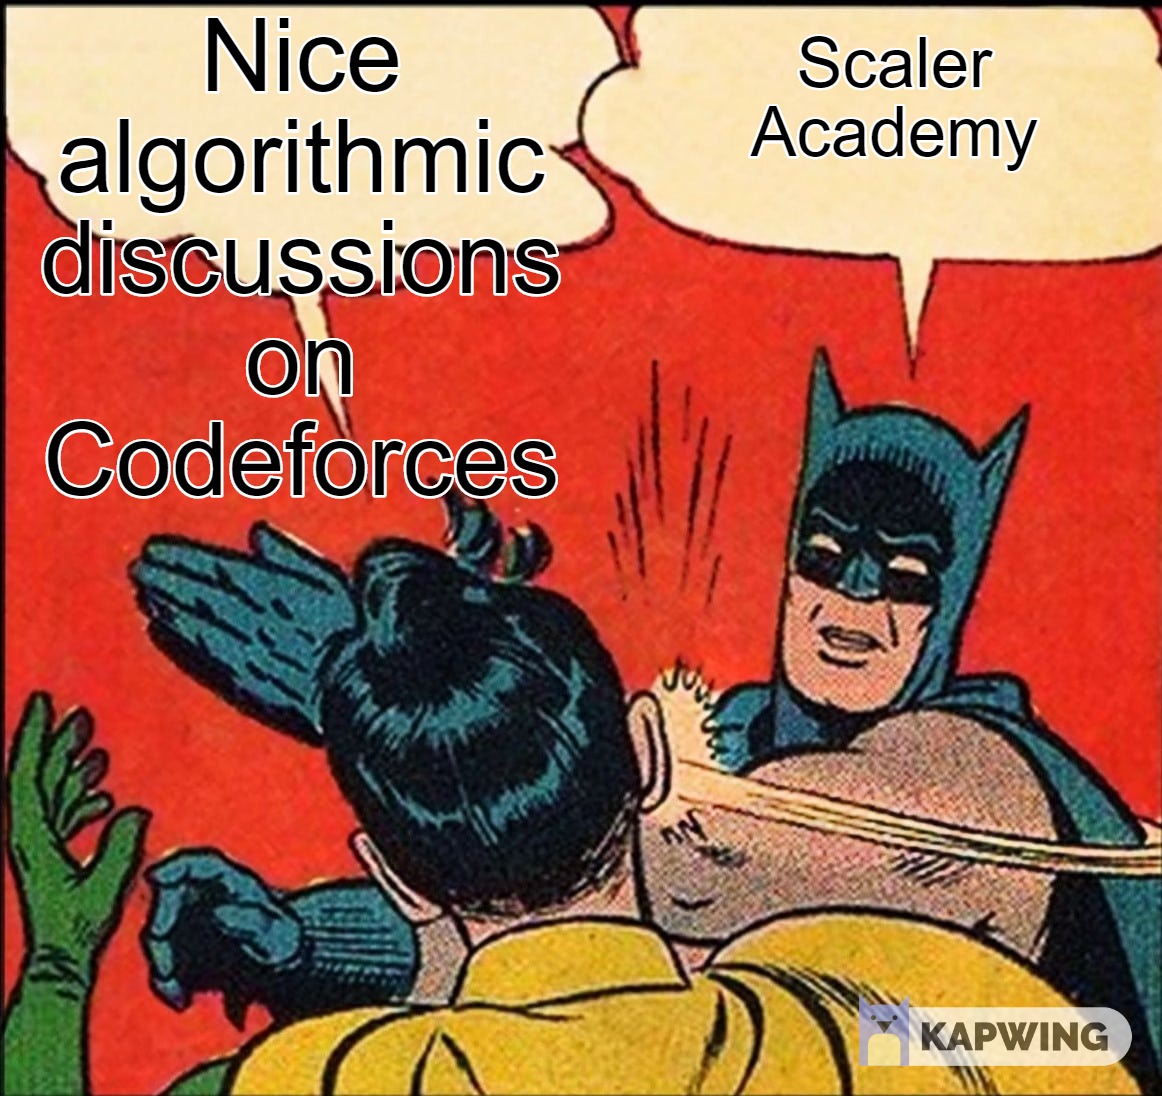 Nice
algorithmic
discussions
on
Codeforces
Scaler
Academy
KAPWING